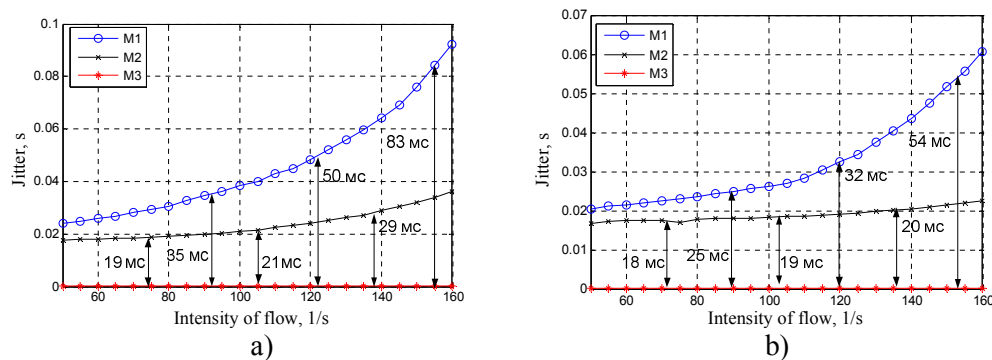 0.1
0.08
0.06
0.04
0.02
0
Jitter, s
M1
M2
M3
83 мс
50 мс
29 мс
19 мс
35 мс
21 мс
60
80
100
120
140
160
Intensity of flow, 1/s
a)
0.07
0.06
0.05
0.04
0.03
0.02
0.01
0
Jitter, s
M1
M2
M3
54 мс
32 мс
20 мс
18 мс
25 мс
19 мс
60
80
100
120
140
160
Intensity of flow, 1/s
b)